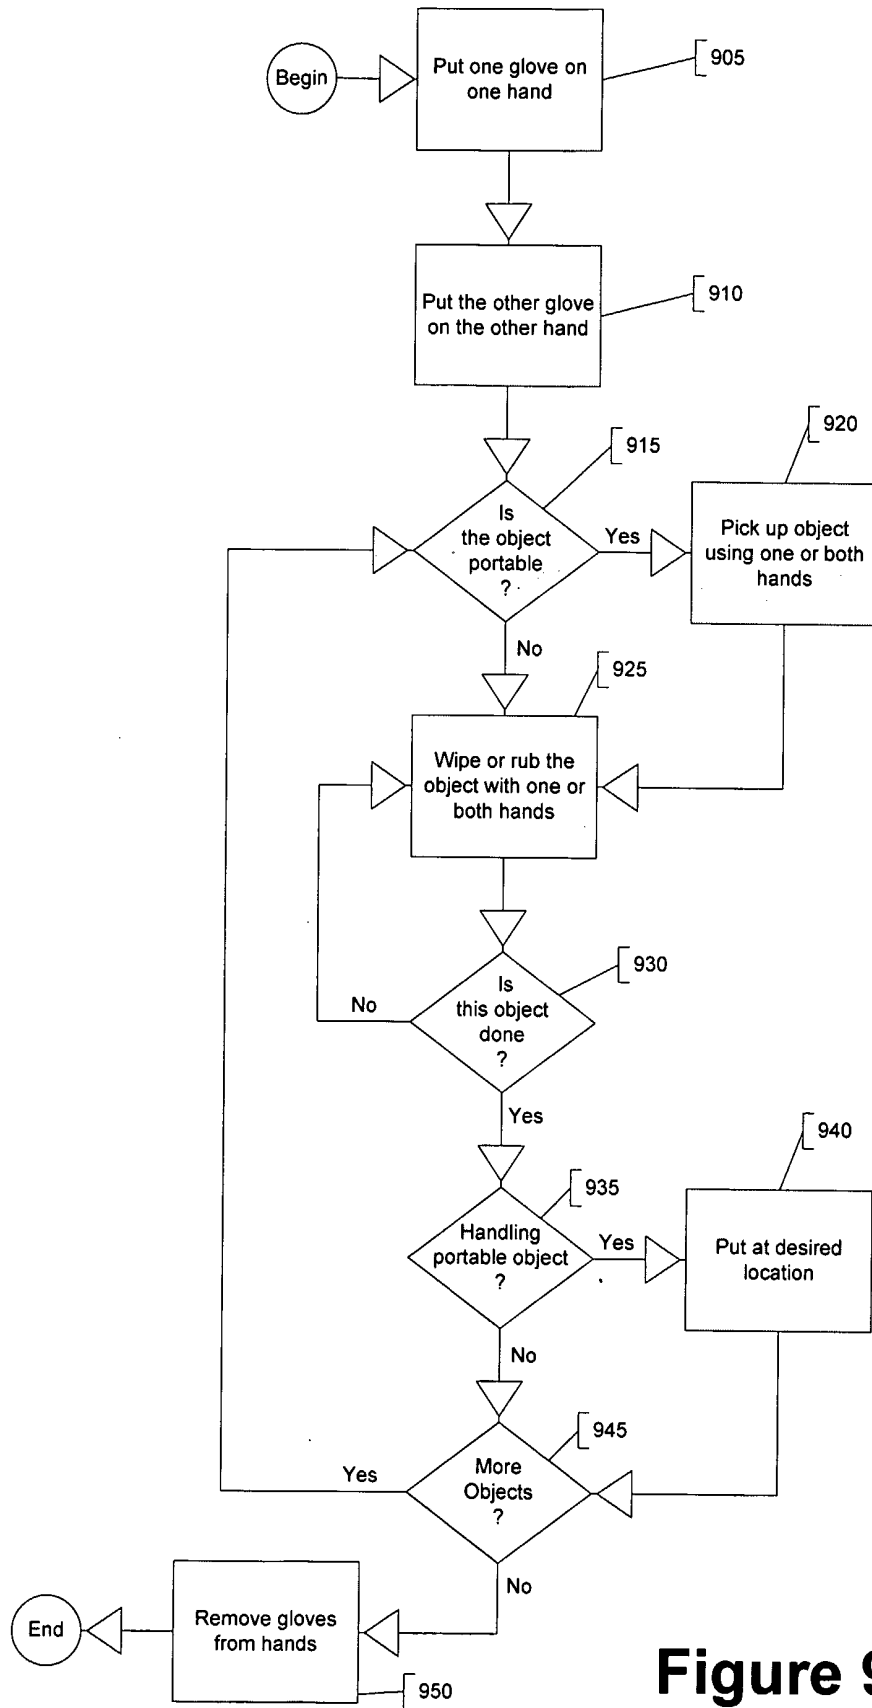 Begin
Put one glove on
one hand
905
Put the other glove
on the other hand
910
915
920
Is
the object
portable
?
Yes
Pick up object
using one or both
hands
No
925
Wipe or rub the
object with one or
both hands
930
Is
this object
done
?
No
Yes
935
940
Handling
portable object
?
Yes
Put at desired
location
No
945
More
Objects
?
Yes
No
Remove gloves
from hands
End
950
Figure 9